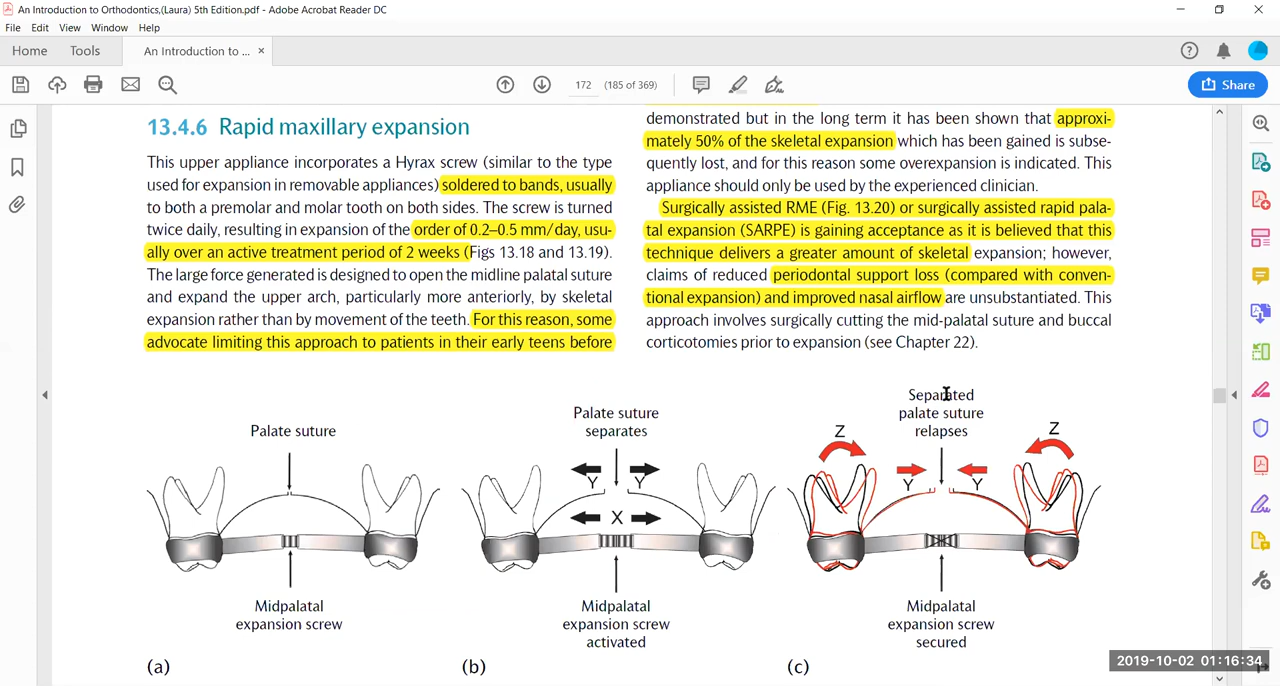 An Introduction to Orthodontics,(Laura) 5th Edition.pdf - Adobe Acrobat Reader DC
File Edit View Window Help
Home Tools An Introduction to ... ×
172 (185 of 369) Share
13.4.6 Rapid maxillary expansion
This upper appliance incorporates a Hyrax screw (similar to the type
used for expansion in removable appliances) soldered to bands, usually
to both a premolar and molar tooth on both sides. The screw is turned
twice daily, resulting in expansion of the order of 0.2–0.5 mm/day, usu-
ally over an active treatment period of 2 weeks (Figs 13.18 and 13.19).
The large force generated is designed to open the midline palatal suture
and expand the upper arch, particularly more anteriorly, by skeletal
expansion rather than by movement of the teeth. For this reason, some
advocate limiting this approach to patients in their early teens before
demonstrated but in the long term it has been shown that approxi-
mately 50% of the skeletal expansion which has been gained is subse-
quently lost, and for this reason some overexpansion is indicated. This
appliance should only be used by the experienced clinician.
Surgically assisted RME (Fig. 13.20) or surgically assisted rapid pala-
tal expansion (SARPE) is gaining acceptance as it is believed that this
technique delivers a greater amount of skeletal expansion; however,
claims of reduced periodontal support loss (compared with conven-
tional expansion) and improved nasal airflow are unsubstantiated. This
approach involves surgically cutting the mid-palatal suture and buccal
corticotomies prior to expansion (see Chapter 22).
Palate suture
Midpalatal
expansion screw
(a)
Palate suture
separates
Y Y
X
Midpalatal
expansion screw
activated
(b)
Separated
palate suture
relapses
Z Z
Y Y
Midpalatal
expansion screw
secured
(c)
2019-10-02 01:16:34